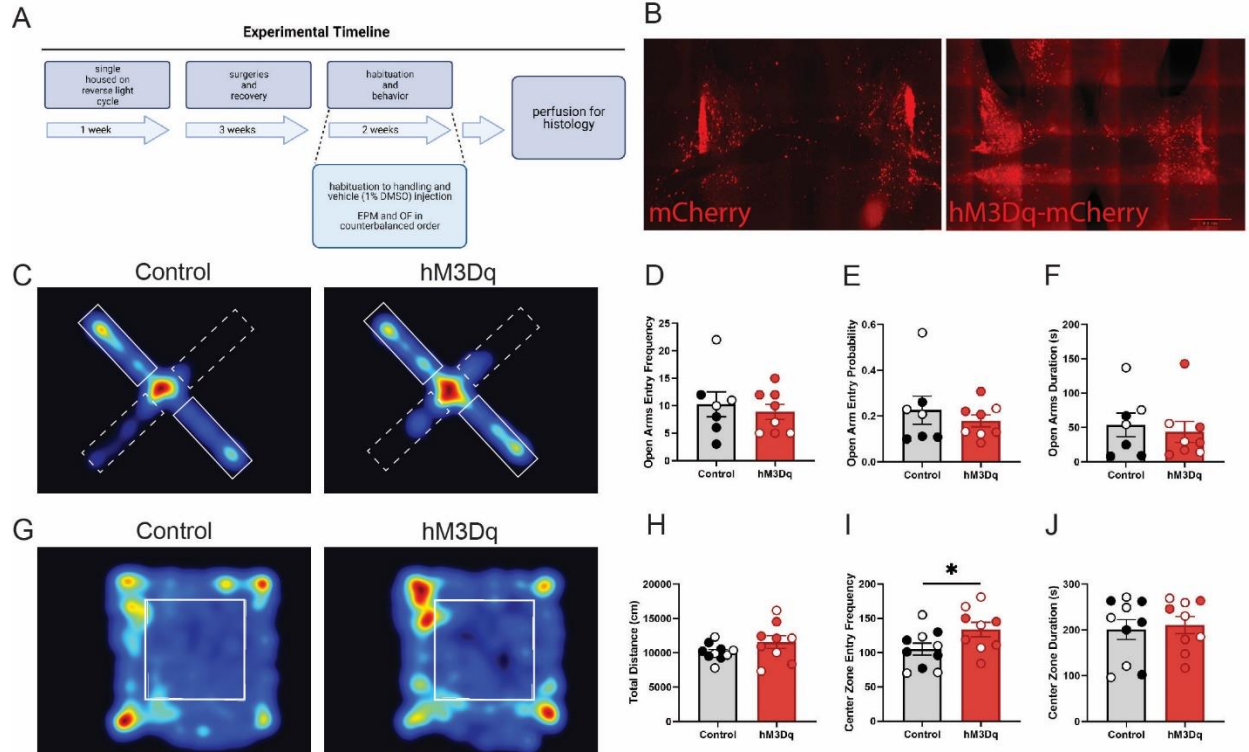 A
Experimental Timeline
single
housed on
reverse light
cycle
surgeries
and
recovery
habituation
and
behavior
perfusion for
histology
1 week
3 weeks
2 weeks
habituation to handling and
vehicle (1% DMSO) injection
EPM and OF in
counterbalanced order
B
mCherry
hM3Dq-mCherry
C
Control
hM3Dq
D
Open Arms Entry Frequency
25
20
15
10
5
0
Control
hM3Dq
E
Open Arm Entry Probability
0.6
0.4
0.2
0.0
Control
hM3Dq
F
Open Arms Duration (s)
200
150
100
50
0
Control
hM3Dq
G
Control
hM3Dq
H
Total Distance (cm)
20000
15000
10000
5000
0
Control
hM3Dq
I
Center Zone Entry Frequency
200
150
100
50
0
*
Control
hM3Dq
J
Center Zone Duration (s)
300
200
100
0
Control
hM3Dq